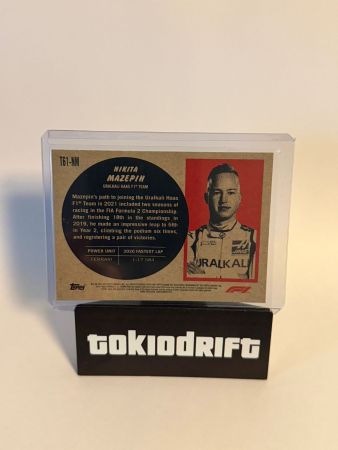 T61-NM
NIKITA
MAZEPIN
URALKALI HAAS F1® TEAM
Mazepin's path to joining the Uralkali Haas
F1® Team in 2021 included two seasons of
racing in the FIA Formula 2 Championship.
After finishing 18th in the standings in
2019, he made an impressive leap to 5th
in Year 2, climbing the podium six times,
and registering a pair of victories.
POWER UNIT
2020 FASTEST LAP
FERRARI
URALKALI
Topps
F1
TOKIODRIFT